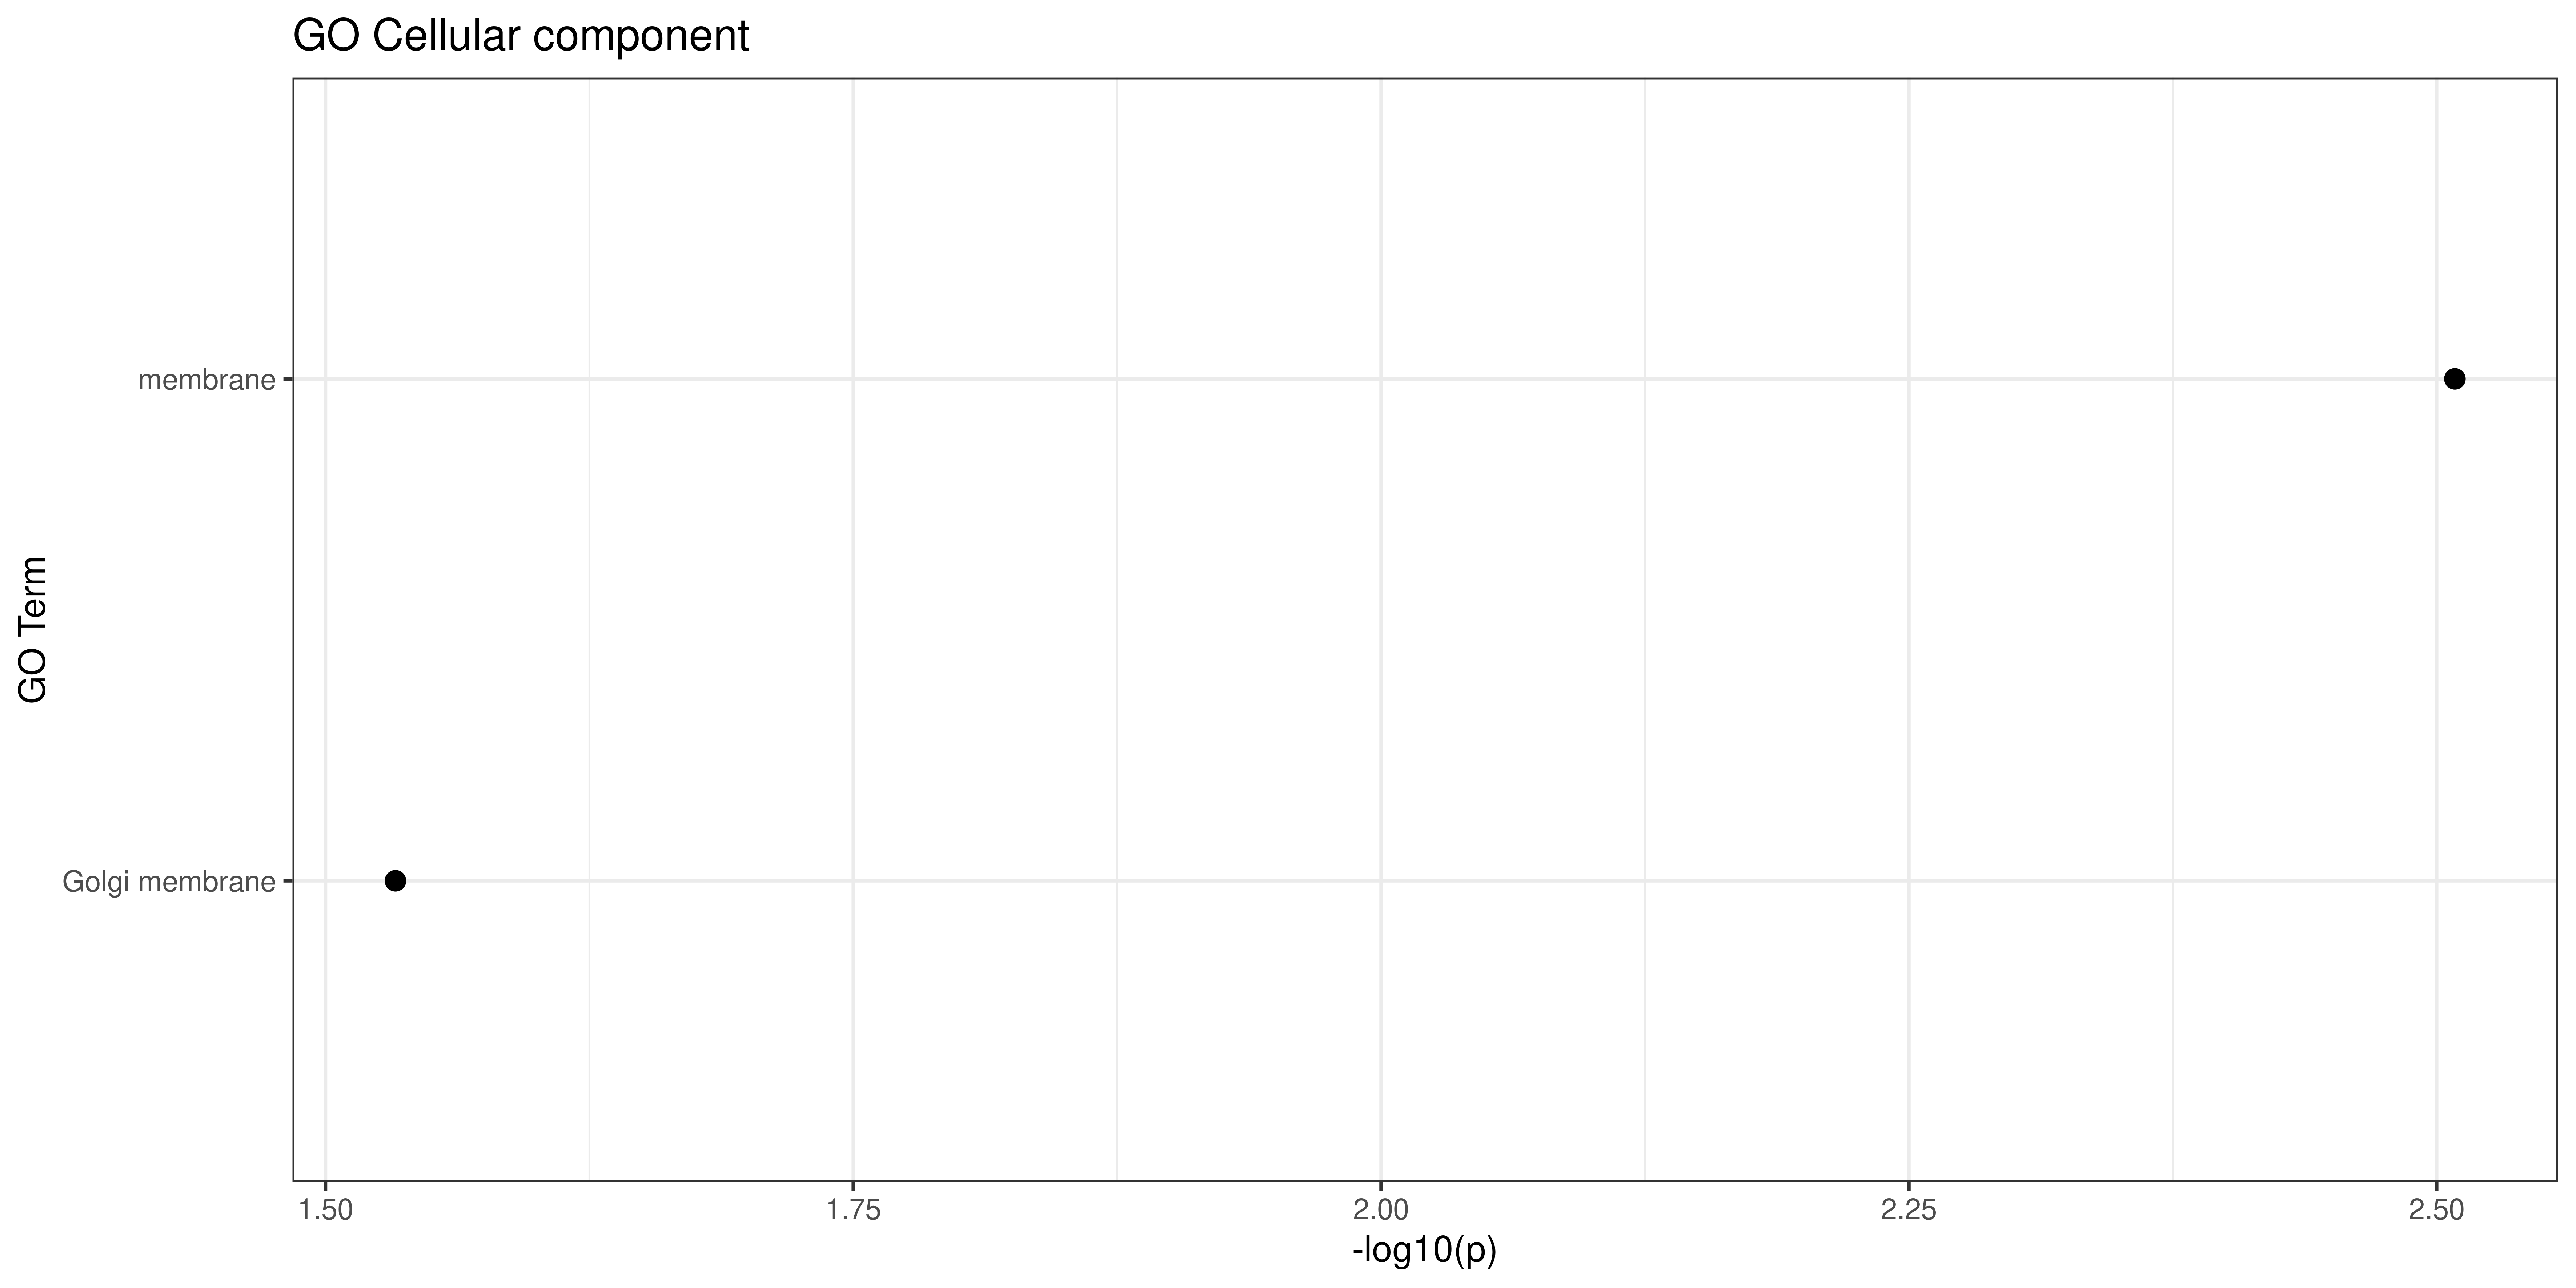 GO Cellular component
GO Term
membrane
Golgi membrane
1.50 1.75 2.00 2.25 2.50
-log10(p)